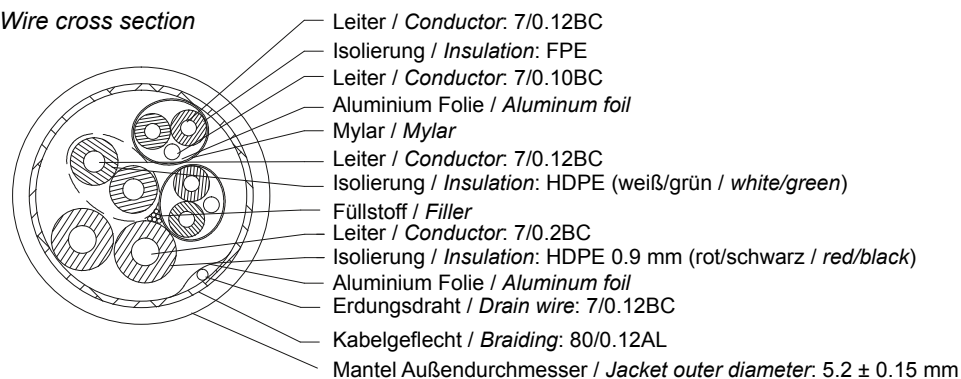 Wire cross section
Leiter / Conductor: 7/0.12BC
Isolierung / Insulation: FPE
Leiter / Conductor: 7/0.10BC
Aluminium Folie / Aluminum foil
Mylar / Mylar
Leiter / Conductor: 7/0.12BC
Isolierung / Insulation: HDPE (weiß/grün / white/green)
Füllstoff / Filler
Leiter / Conductor: 7/0.2BC
Isolierung / Insulation: HDPE 0.9 mm (rot/schwarz / red/black)
Aluminium Folie / Aluminum foil
Erdungsdraht / Drain wire: 7/0.12BC
Kabelgeflecht / Braiding: 80/0.12AL
Mantel Außendurchmesser / Jacket outer diameter: 5.2 ± 0.15 mm